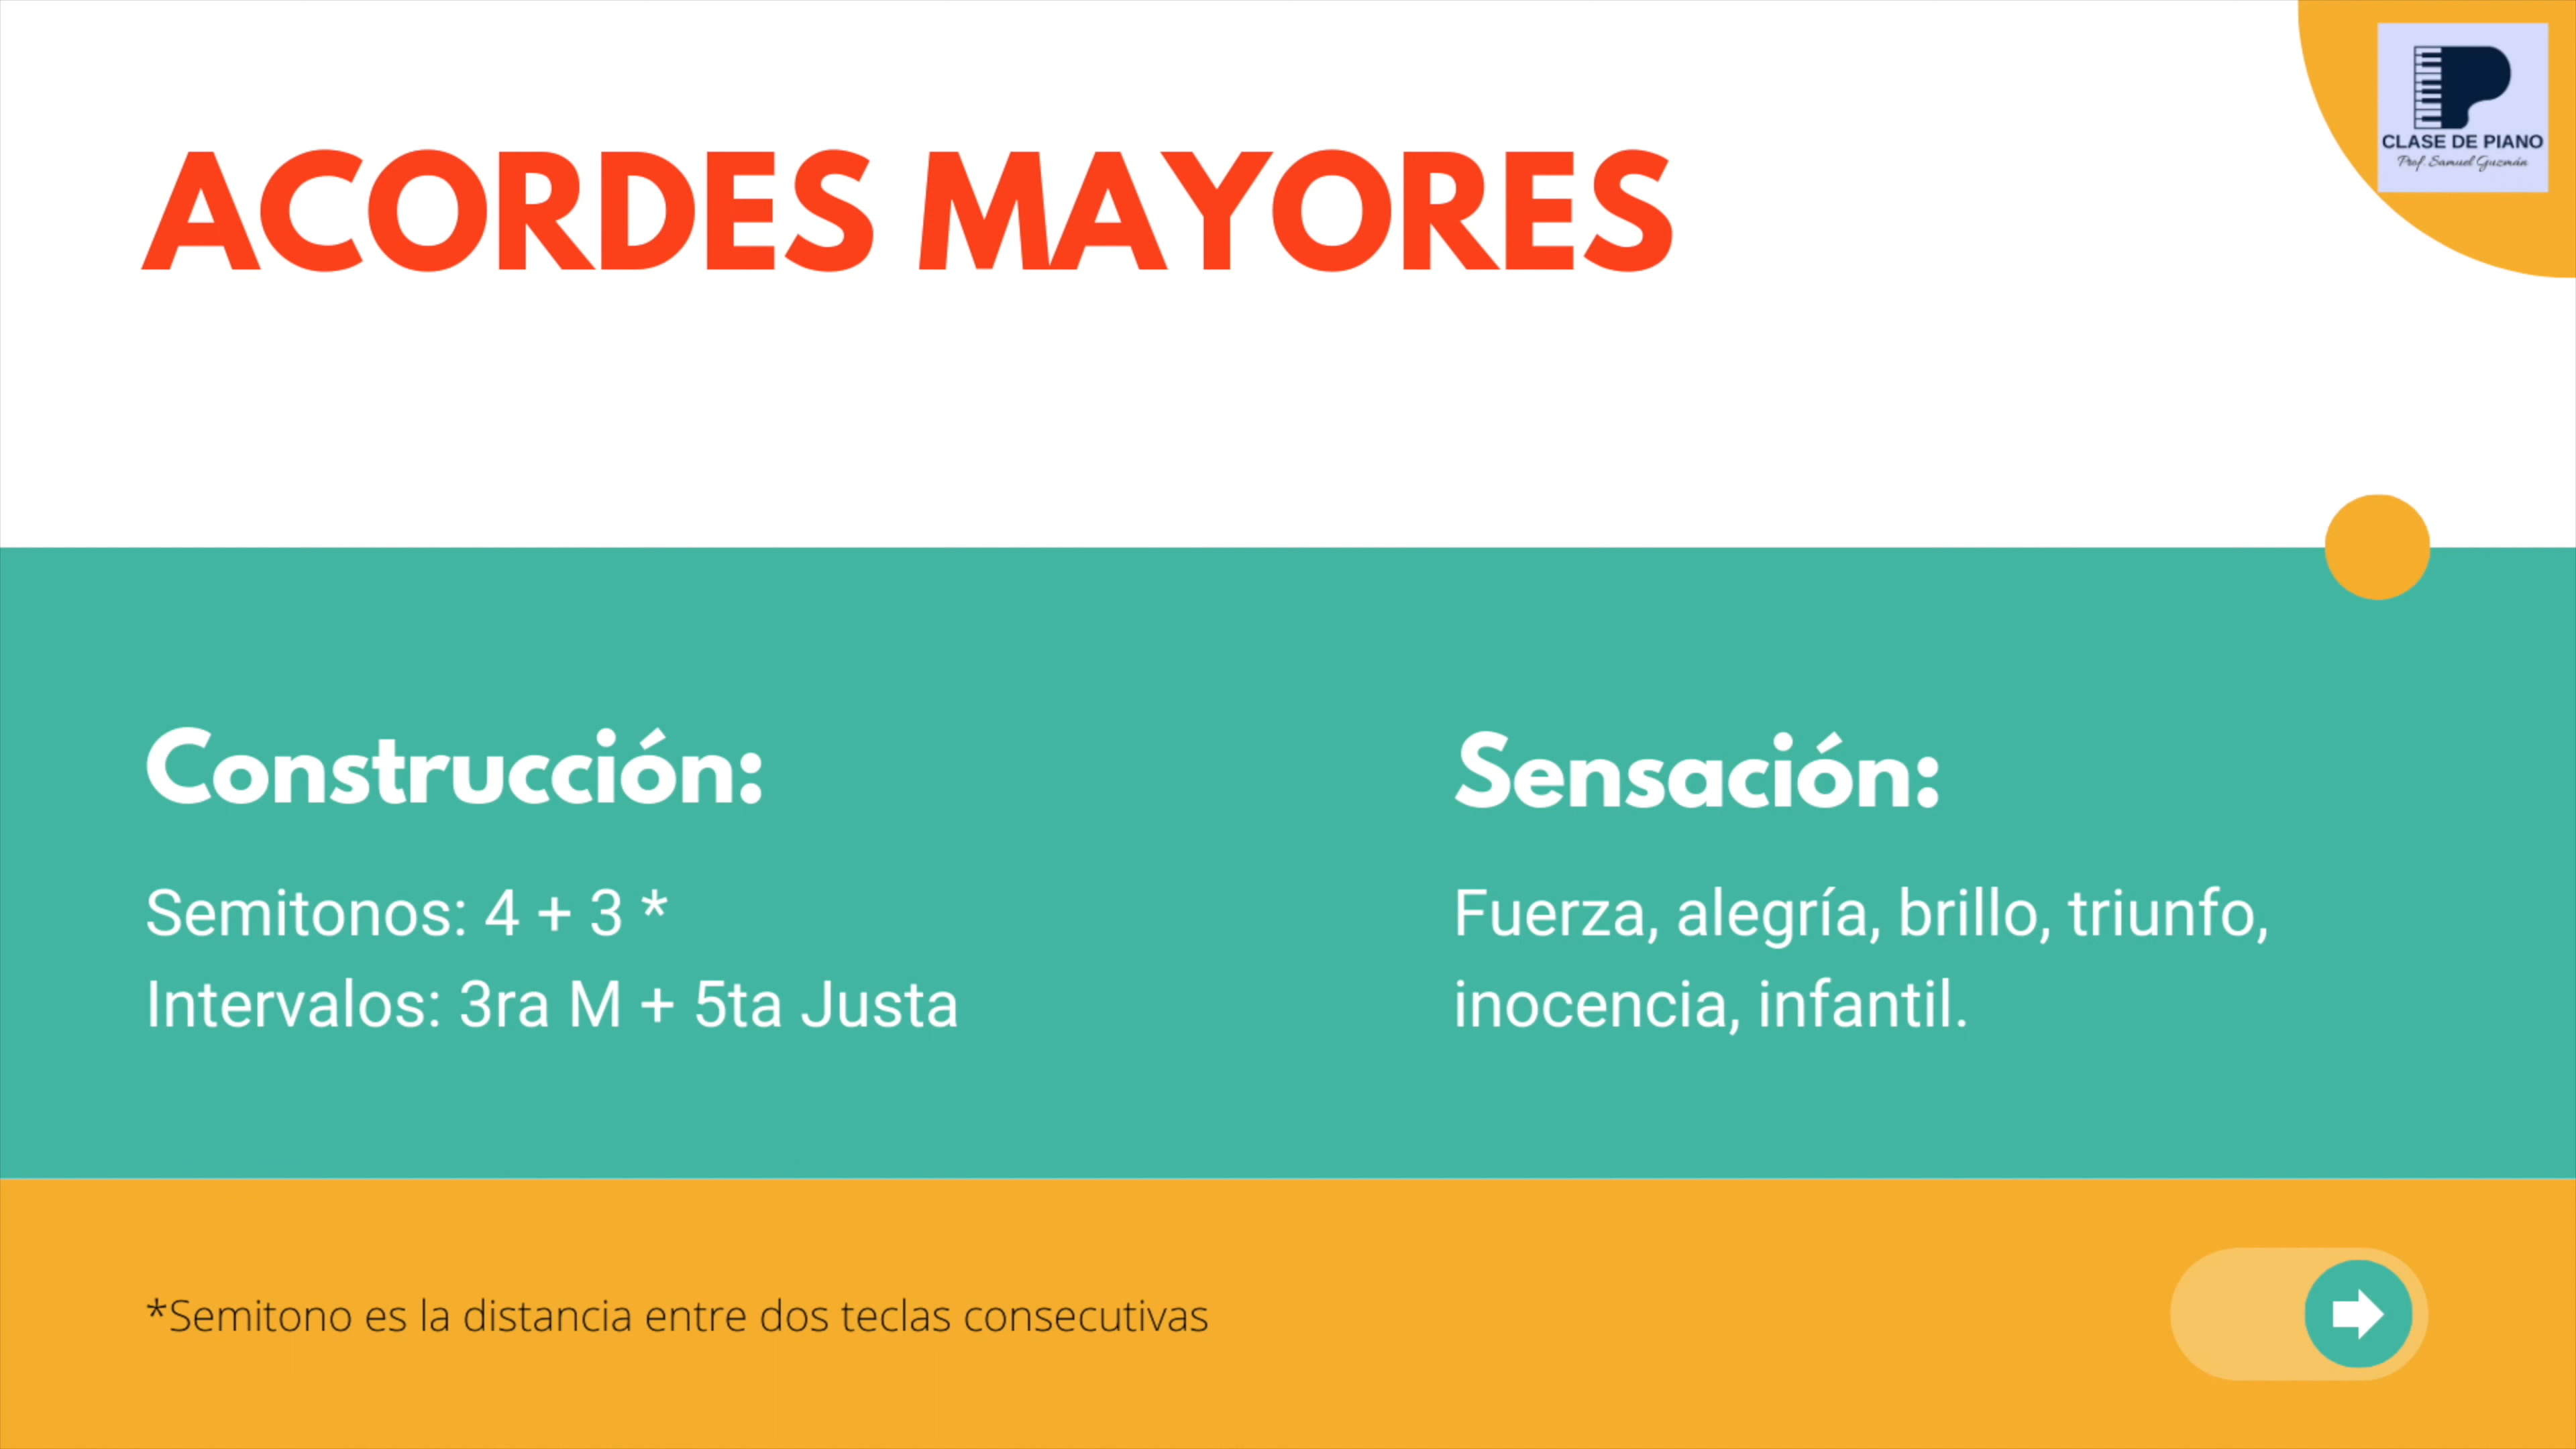 CLASE DE PIANO
Prof. Samuel Guzmán
ACORDES MAYORES
Construcción:
Semitonos: 4 + 3 *
Intervalos: 3ra M + 5ta Justa
Sensación:
Fuerza, alegría, brillo, triunfo,
inocencia, infantil.
*Semitono es la distancia entre dos teclas consecutivas